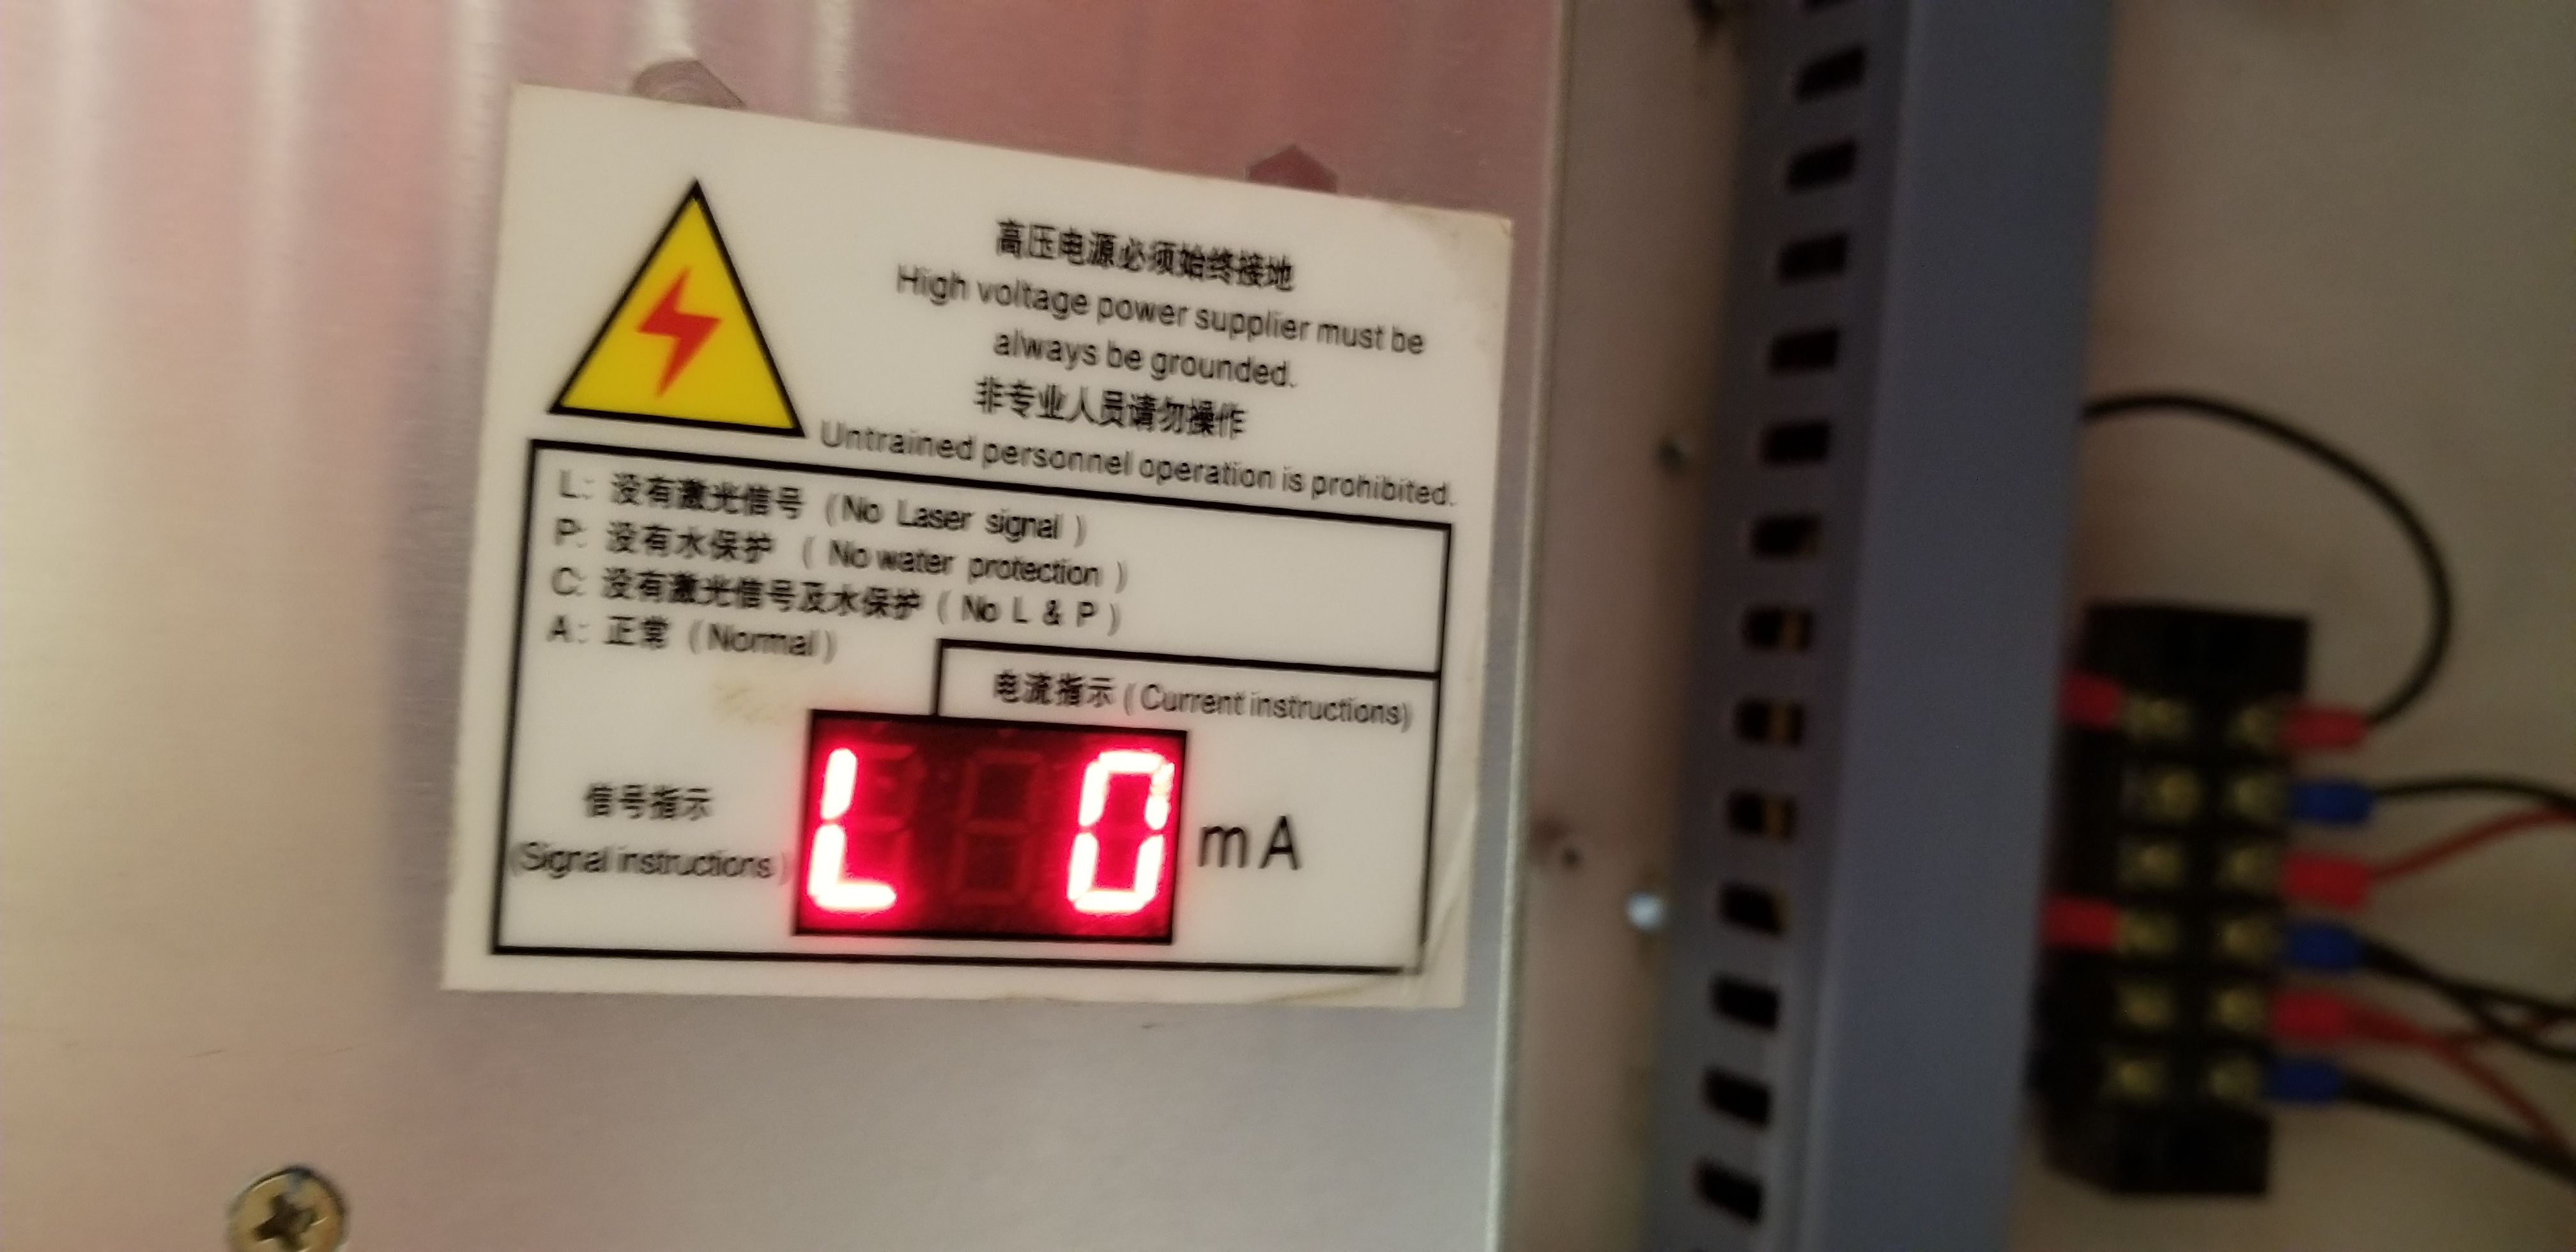 高压电源必须始终接地
High voltage power supplier must be
always be grounded.
非专业人员请勿操作
Untrained personnel operation is prohibited.
L: 没有激光信号 (No Laser signal)
P: 没有水保护 (No water protection)
C: 没有激光信号及水保护 (No L & P)
A: 正常 (Normal)
电流指示 (Current instructions)
信号指示
(Signal instructions)
L 0 mA